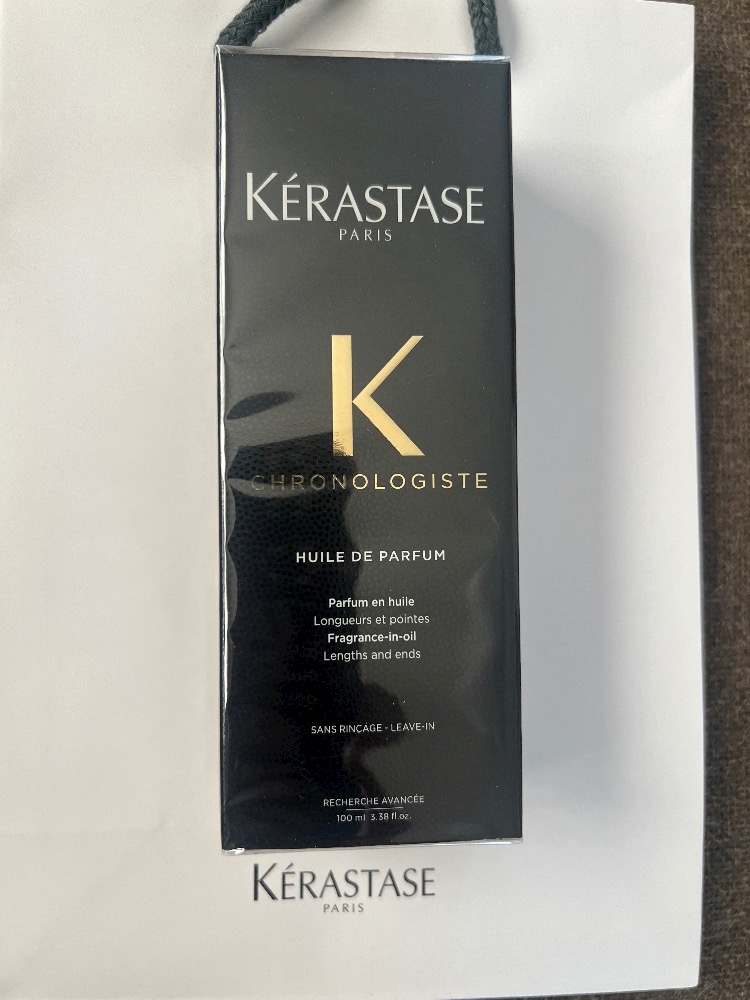 KÉRASTASE
PARIS
K
CHRONOLOGISTE
HUILE DE PARFUM
Parfum en huile
Longueurs et pointes
Fragrance-in-oil
Lengths and ends
SANS RINÇAGE - LEAVE-IN
RECHERCHE AVANCÉE
100 ml 3.38 fl.oz.
KÉRASTASE
PARIS